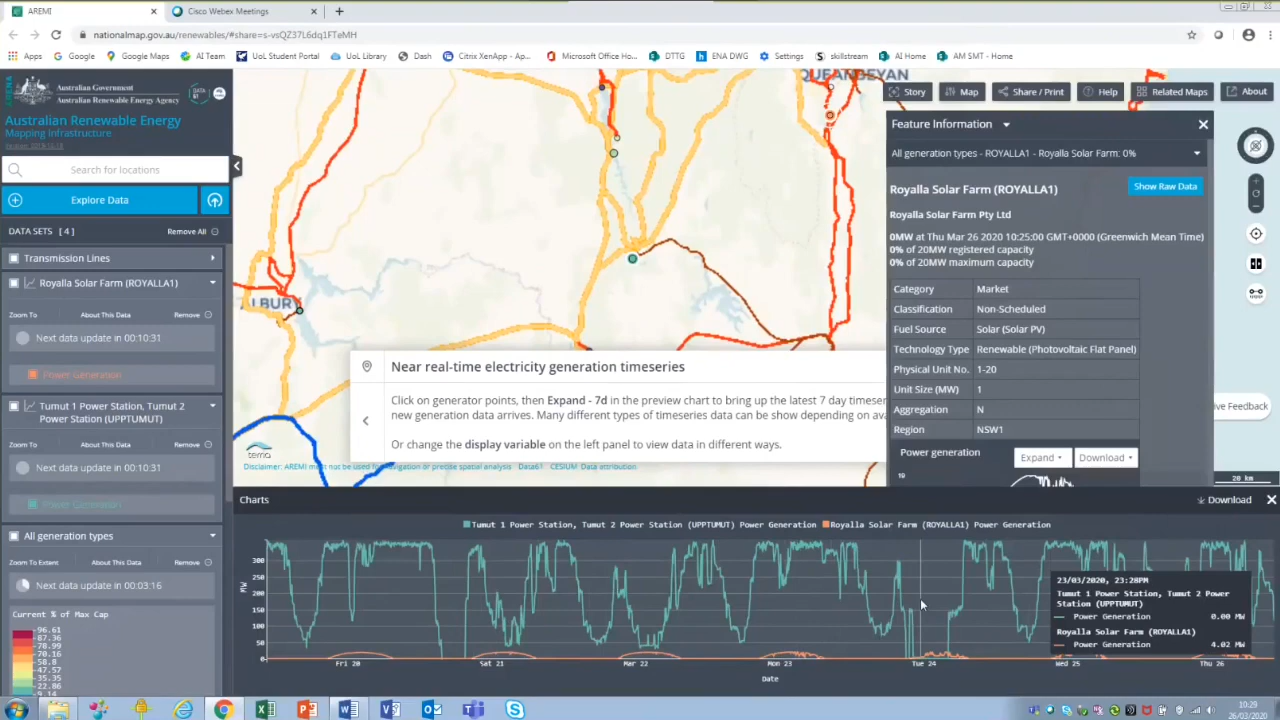 AREMI
Cisco Webex Meetings
nationalmap.gov.au/renewables/#share=s-vsQZ37L6dq1FTeMH
Apps Google Google Maps AI Team UoL Student Portal UoL Library Dash Citrix XenApp - Ap... Microsoft Office Ho... DTTG ENA DWG Settings skillstream AI Home AM SMT - Home
ARENA
Australian Government
Australian Renewable Energy Agency
DATA 61
Australian Renewable Energy
Mapping Infrastructure
Search for locations
Explore Data
DATA SETS [ 4 ]
Remove All
Transmission Lines
Royalla Solar Farm (ROYALLA1)
Zoom To About This Data Remove
Next data update in 00:10:31
Power Generation
Tumut 1 Power Station, Tumut 2
Power Station (UPPTUMUT)
Zoom To About This Data Remove
Next data update in 00:10:31
Power Generation
All generation types
Zoom To Extent About This Data Remove
Next data update in 00:03:16
Current % of Max Cap
96.61
87.36
78.99
70.16
58.8
47.57
35.35
22.86
9.14
QUEANBEYAN
ALBURY
Story Map Share / Print Help Related Maps About
Near real-time electricity generation timeseries
Click on generator points, then Expand - 7d in the preview chart to bring up the latest 7 day timeser
new generation data arrives. Many different types of timeseries data can be show depending on ava
Or change the display variable on the left panel to view data in different ways.
terria
Disclaimer: AREMI must not be used for navigation or precise spatial analysis Data61 CESIUM Data attribution
Feature Information
All generation types - ROYALLA1 - Royalla Solar Farm: 0%
Royalla Solar Farm (ROYALLA1)
Show Raw Data
Royalla Solar Farm Pty Ltd
0MW at Thu Mar 26 2020 10:25:00 GMT+0000 (Greenwich Mean Time)
0% of 20MW registered capacity
0% of 20MW maximum capacity
Category Market
Classification Non-Scheduled
Fuel Source Solar (Solar PV)
Technology Type Renewable (Photovoltaic Flat Panel)
Physical Unit No. 1-20
Unit Size (MW) 1
Aggregation N
Region NSW1
Power generation
Expand
Download
19
ive Feedback
20 km
Charts
Download
Tumut 1 Power Station, Tumut 2 Power Station (UPPTUMUT) Power Generation Royalla Solar Farm (ROYALLA1) Power Generation
MW
300
250
200
150
100
50
0
Fri 20 Sat 21 Mar 22 Mon 23 Tue 24 Wed 25 Thu 26
Date
23/03/2020, 23:28PM
Tumut 1 Power Station, Tumut 2 Power
Station (UPPTUMUT)
Power Generation 0.00 MW
Royalla Solar Farm (ROYALLA1)
Power Generation 4.02 MW
10:29
26/03/2020